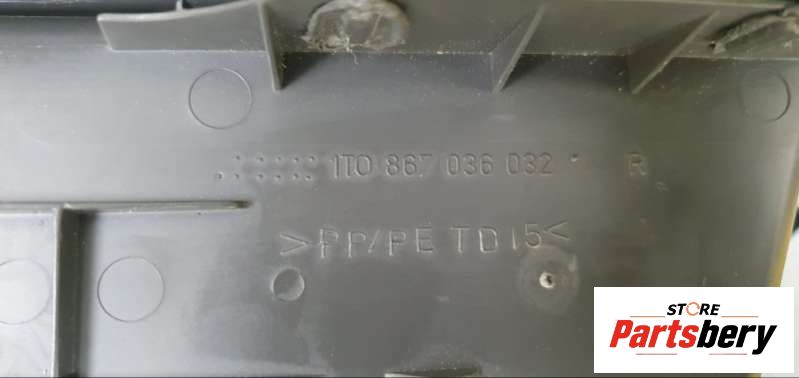 1T0 867 036 032 R
>PP/PE TD15<
STORE
Partsbery